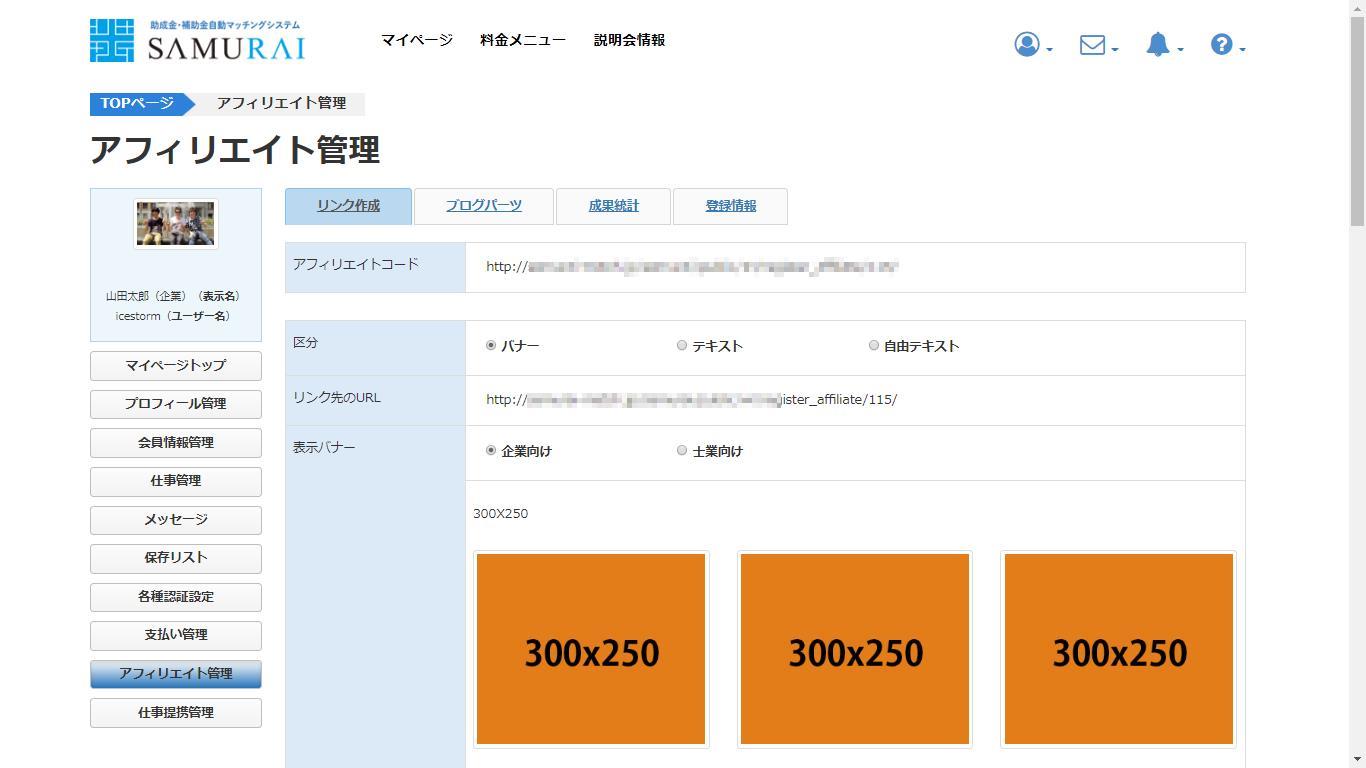 助成金・補助金自動マッチングシステム
SAMURAI
マイページ 料金メニュー 説明会情報
TOPページ アフィリエイト管理
アフィリエイト管理
山田太郎（企業）（表示名）
icestorm（ユーザー名）
マイページトップ
プロフィール管理
会員情報管理
仕事管理
メッセージ
保存リスト
各種認証設定
支払い管理
アフィリエイト管理
仕事提携管理
リンク作成 ブログパーツ 成果統計 登録情報
アフィリエイトコード http://
区分 バナー テキスト 自由テキスト
リンク先のURL http:// gister_affiliate/115/
表示バナー 企業向け 士業向け
300X250
300x250 300x250 300x250